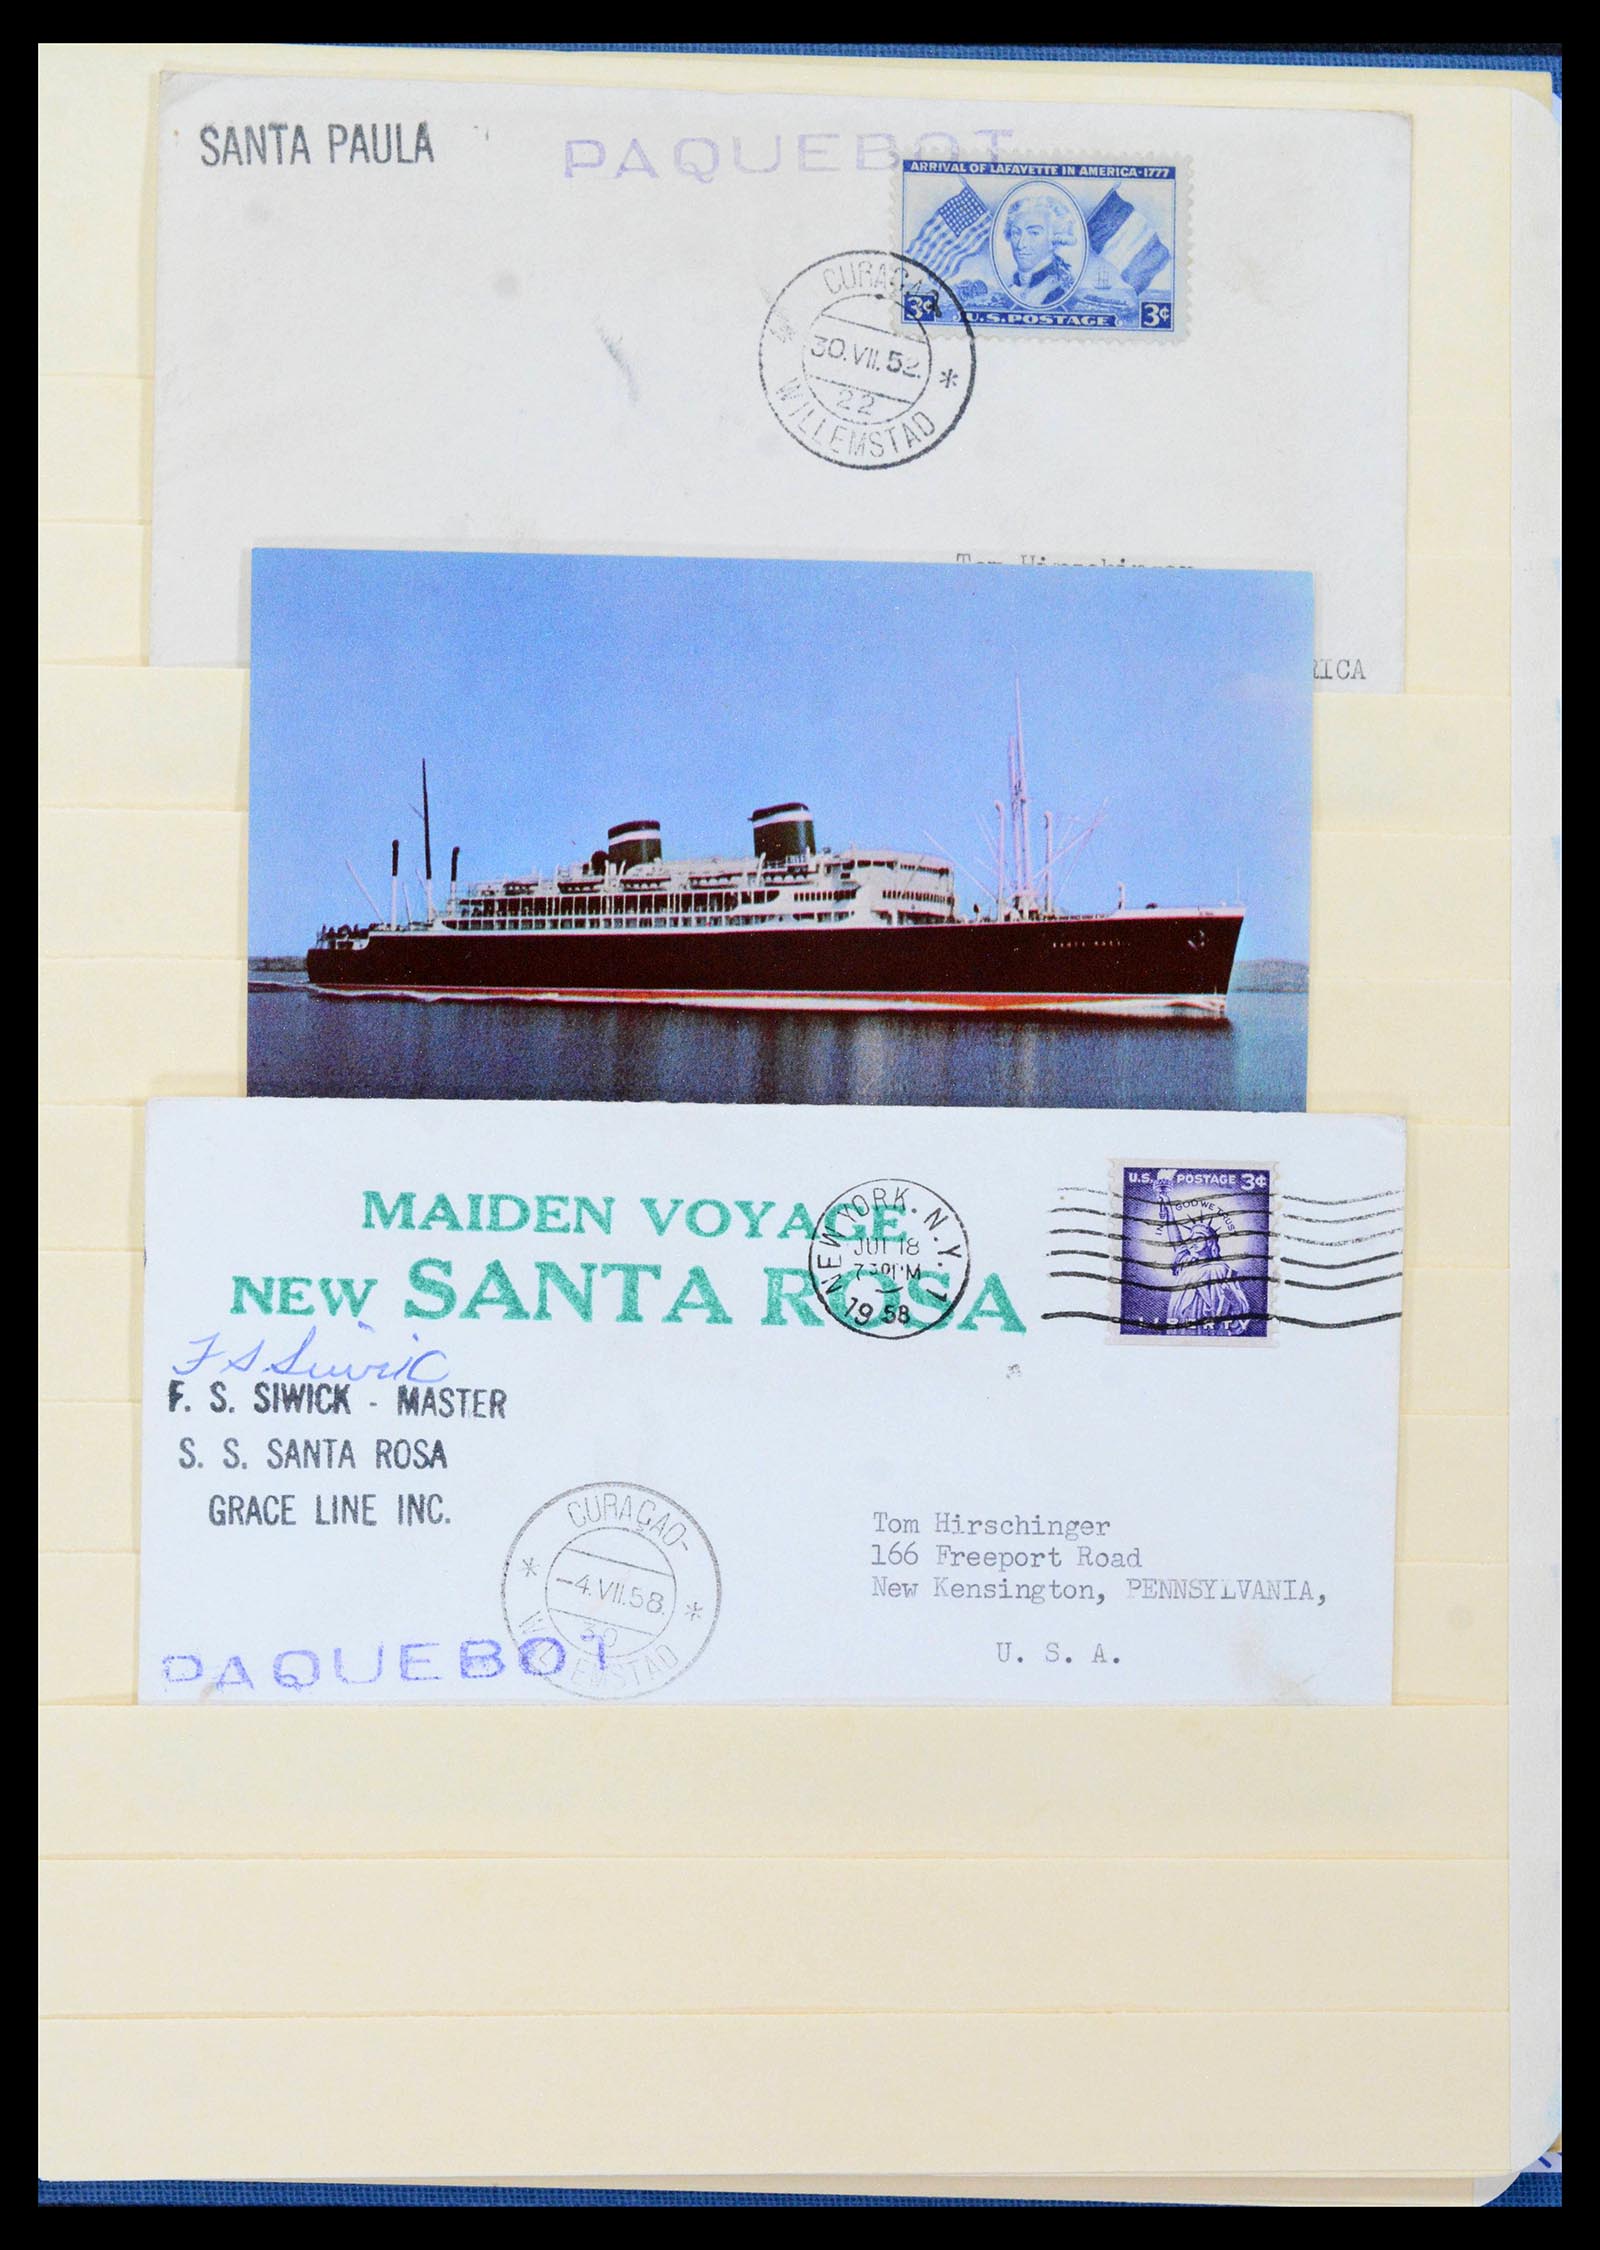 SANTA PAULA
PAQUEBOT
ARRIVAL OF LAFAYETTE IN AMERICA-1777
3¢ U.S. POSTAGE 3¢
CURAÇAO
30.VII.52.
22
WILLEMSTAD
Tom Hirschinger
RICA
MAIDEN VOYAGE
NEW SANTA ROSA
NEW YORK, N.Y. 1
JUL 18
7 30 PM
1958
U.S. POSTAGE 3¢
IN GOD WE TRUST
LIBERTY
F S Siwick
F. S. SIWICK - MASTER
S. S. SANTA ROSA
GRACE LINE INC.
CURAÇAO-
-4.VII.58.
30
WILLEMSTAD
PAQUEBOT
Tom Hirschinger
166 Freeport Road
New Kensington, PENNSYLVANIA,
U. S. A.